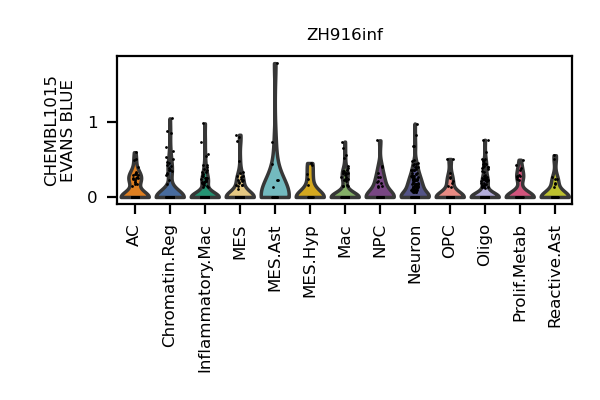 ZH916inf
CHEMBL1015
EVANS BLUE
1
0
AC
Chromatin.Reg
Inflammatory.Mac
MES
MES.Ast
MES.Hyp
Mac
NPC
Neuron
OPC
Oligo
Prolif.Metab
Reactive.Ast